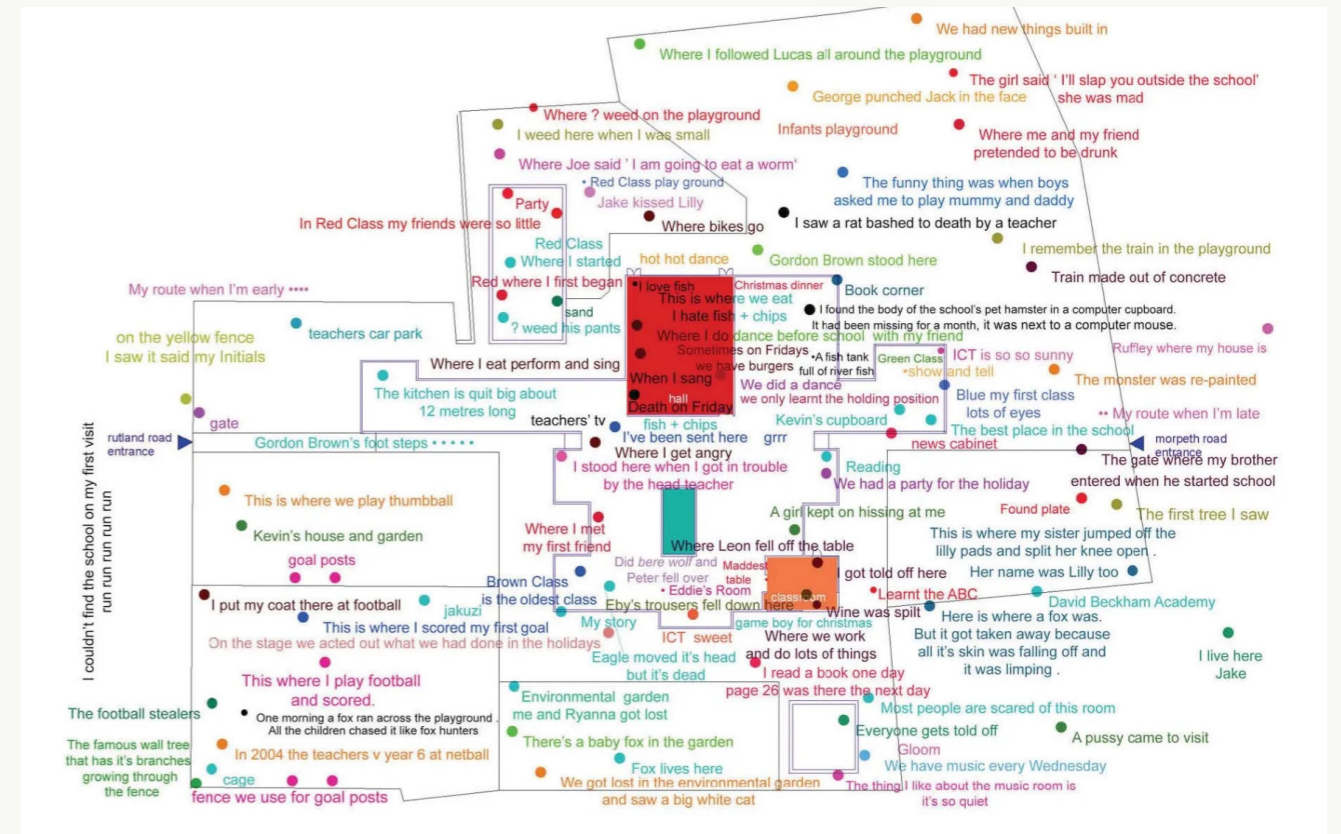 We had new things built in
Where I followed Lucas all around the playground
The girl said ' I'll slap you outside the school'
she was mad
George punched Jack in the face
Where ? weed on the playground
I weed here when I was small
Infants playground
Where me and my friend
pretended to be drunk
Where Joe said ' I am going to eat a worm'
• Red Class play ground
The funny thing was when boys
asked me to play mummy and daddy
Party
Jake kissed Lilly
In Red Class my friends were so little
Where bikes go
I saw a rat bashed to death by a teacher
Red Class
Where I started
hot hot dance
Gordon Brown stood here
I remember the train in the playground
Train made out of concrete
My route when I'm early ••••
Red where I first began
sand
? weed his pants
I love fish
Christmas dinner
This is where we eat
I hate fish + chips
Book corner
I found the body of the school's pet hamster in a computer cupboard.
It had been missing for a month, it was next to a computer mouse.
teachers car park
on the yellow fence
I saw it said my Initials
Where I do dance before school with my friend
Where I eat perform and sing
Sometimes on Fridays
we have burgers
•A fish tank
full of river fish
Green Class
•show and tell
ICT is so so sunny
Rufley where my house is
The monster was re-painted
The kitchen is quit big about
12 metres long
When I sang
hall
Death on Friday
We did a dance
we only learnt the holding position
Blue my first class
lots of eyes
•• My route when I'm late
gate
teachers' tv
fish + chips
Kevin's cupboard
The best place in the school
rutland road
entrance
Gordon Brown's foot steps • • • • •
I've been sent here
grrr
news cabinet
morpeth road
entrance
Where I get angry
The gate where my brother
entered when he started school
I stood here when I got in trouble
by the head teacher
Reading
We had a party for the holiday
I couldn't find the school on my first visit
run run run run run
This is where we play thumbball
Kevin's house and garden
A girl kept on hissing at me
Found plate
The first tree I saw
Where I met
my first friend
Where Leon fell off the table
This is where my sister jumped off the
lilly pads and split her knee open .
Her name was Lilly too
goal posts
Did bere wolf and
Peter fell over
• Eddie's Room
Maddest
table
I got told off here
Brown Class
is the oldest class
I put my coat there at football
jakuzi
This is where I scored my first goal
Eby's trousers fell down here
classroom
Learnt the ABC
Wine was spilt
David Beckham Academy
My story
game boy for christmas
Here is where a fox was.
But it got taken away because
all it's skin was falling off and
it was limping .
On the stage we acted out what we had done in the holidays
ICT sweet
Where we work
and do lots of things
Eagle moved it's head
but it's dead
I live here
Jake
This where I play football
and scored.
I read a book one day
page 26 was there the next day
Environmental garden
me and Ryanna got lost
Most people are scared of this room
The football stealers
One morning a fox ran across the playground .
All the children chased it like fox hunters
Everyone gets told off
A pussy came to visit
There's a baby fox in the garden
The famous wall tree
that has it's branches
growing through
the fence
In 2004 the teachers v year 6 at netball
Gloom
We have music every Wednesday
Fox lives here
cage
We got lost in the environmental garden
and saw a big white cat
The thing I like about the music room is
it's so quiet
fence we use for goal posts